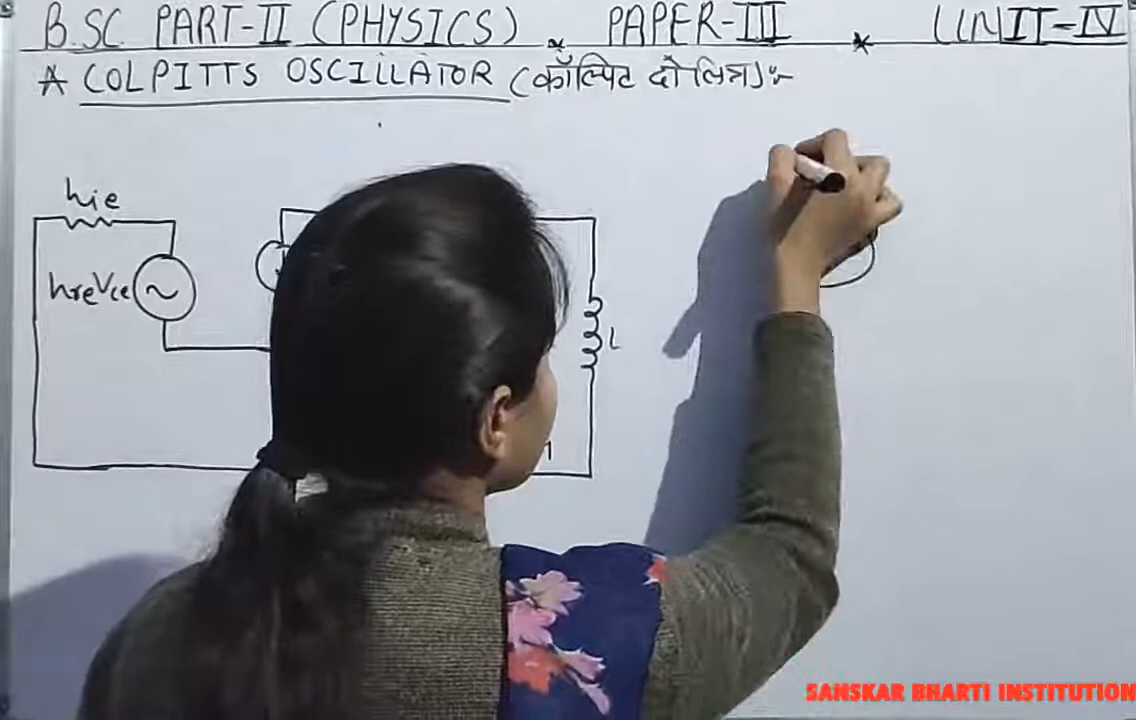 B.SC PART-II (PHYSICS) * PAPER-III * UNIT-IV
* COLPITTS OSCILLATOR (कॉल्पिट दोलित्र):-
hie
hreVce
L
SANSKAR BHARTI INSTITUTION